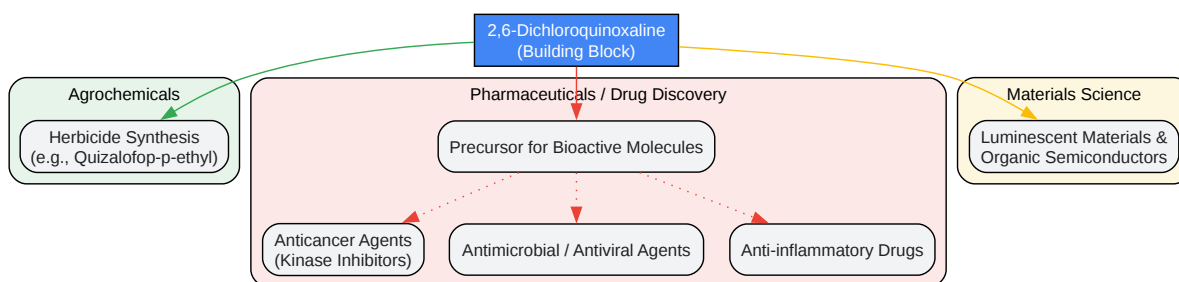 2,6-Dichloroquinoxaline
(Building Block)
Agrochemicals
Herbicide Synthesis
(e.g., Quizalofop-p-ethyl)
Pharmaceuticals / Drug Discovery
Precursor for Bioactive Molecules
Anticancer Agents
(Kinase Inhibitors)
Antimicrobial / Antiviral Agents
Anti-inflammatory Drugs
Materials Science
Luminescent Materials &
Organic Semiconductors